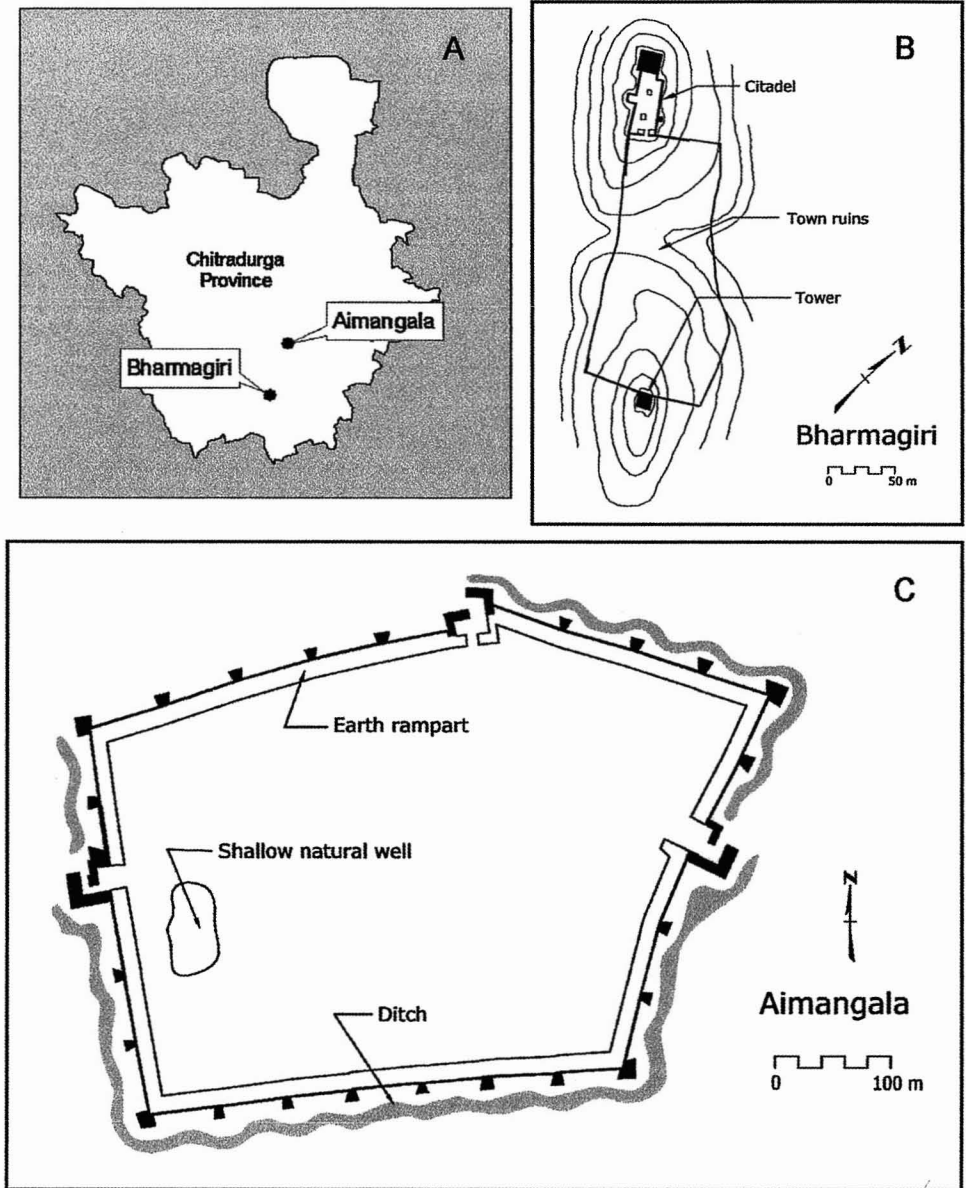 A
Chitradurga
Province
Aimangala
Bharmagiri
B
Citadel
Town ruins
Tower
N
Bharmagiri
0 50 m
C
Earth rampart
Shallow natural well
Ditch
N
Aimangala
0 100 m